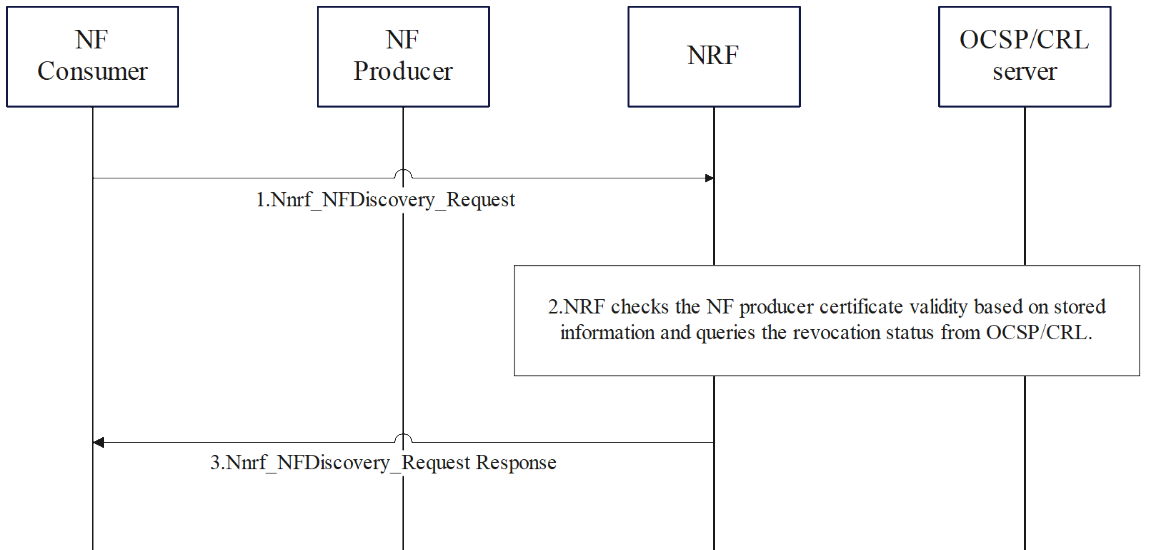 NF
Consumer
NF
Producer
NRF
OCSP/CRL
server
1.Nnrf_NFDiscovery_Request
2.NRF checks the NF producer certificate validity based on stored
information and queries the revocation status from OCSP/CRL.
3.Nnrf_NFDiscovery_Request Response